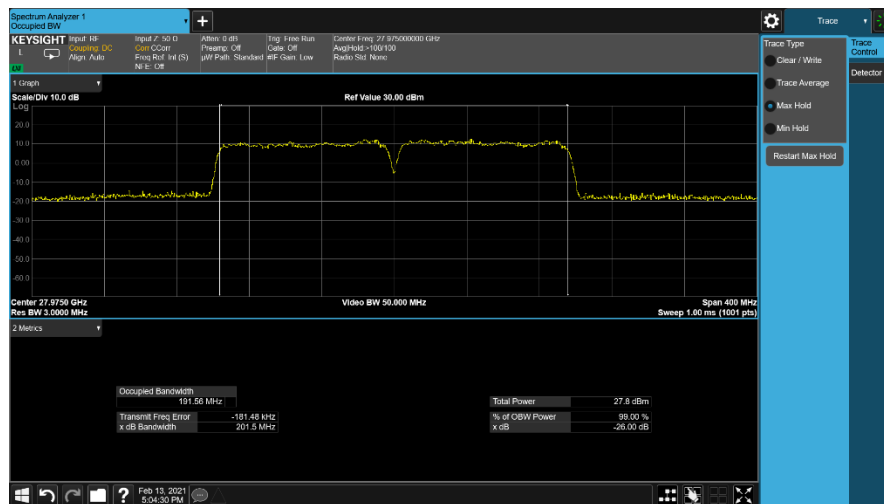 Spectrum Analyzer 1
Occupied BW
+
Trace
KEYSIGHT
L
LXI
Input: RF
Coupling: DC
Align: Auto
Input Z: 50 Ω
Corr CCorr
Freq Ref: Int (S)
NFE: Off
Atten: 0 dB
Preamp: Off
µW Path: Standard
Trig: Free Run
Gate: Off
#IF Gain: Low
Center Freq: 27.975000000 GHz
Avg|Hold:>100/100
Radio Std: None
Trace Type
Clear / Write
Trace Average
Max Hold
Min Hold
Restart Max Hold
Trace
Control
Detector
1 Graph
Scale/Div 10.0 dB
Ref Value 30.00 dBm
Log
20.0
10.0
0.00
-10.0
-20.0
-30.0
-40.0
-50.0
-60.0
Center 27.9750 GHz
Video BW 50.000 MHz
Span 400 MHz
Res BW 3.0000 MHz
Sweep 1.00 ms (1001 pts)
2 Metrics
Occupied Bandwidth
191.56 MHz
Total Power 27.8 dBm
Transmit Freq Error -181.48 kHz
% of OBW Power 99.00 %
x dB Bandwidth 201.5 MHz
x dB -26.00 dB
?
Feb 13, 2021
5:04:30 PM